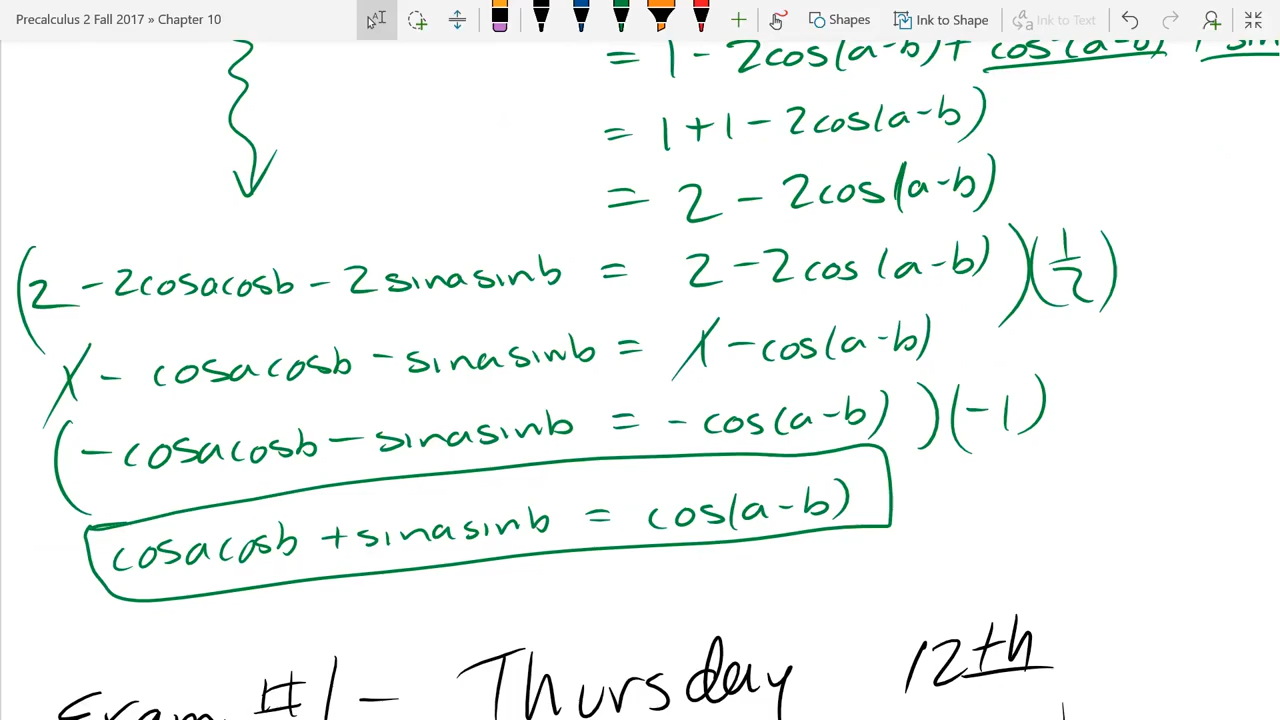 Precalculus 2 Fall 2017 » Chapter 10
Shapes Ink to Shape Ink to Text
= 1 - 2cos(a-b) + cos²(a-b) + sin
= 1 + 1 - 2cos(a-b)
= 2 - 2cos(a-b)
(2 - 2cosacosb - 2sinasinb = 2 - 2cos(a-b))(1/2)
1 - cosacosb - sinasinb = 1 - cos(a-b)
(-cosacosb - sinasinb = -cos(a-b))(-1)
cosacosb + sinasinb = cos(a-b)
Exam #1 - Thursday 12th